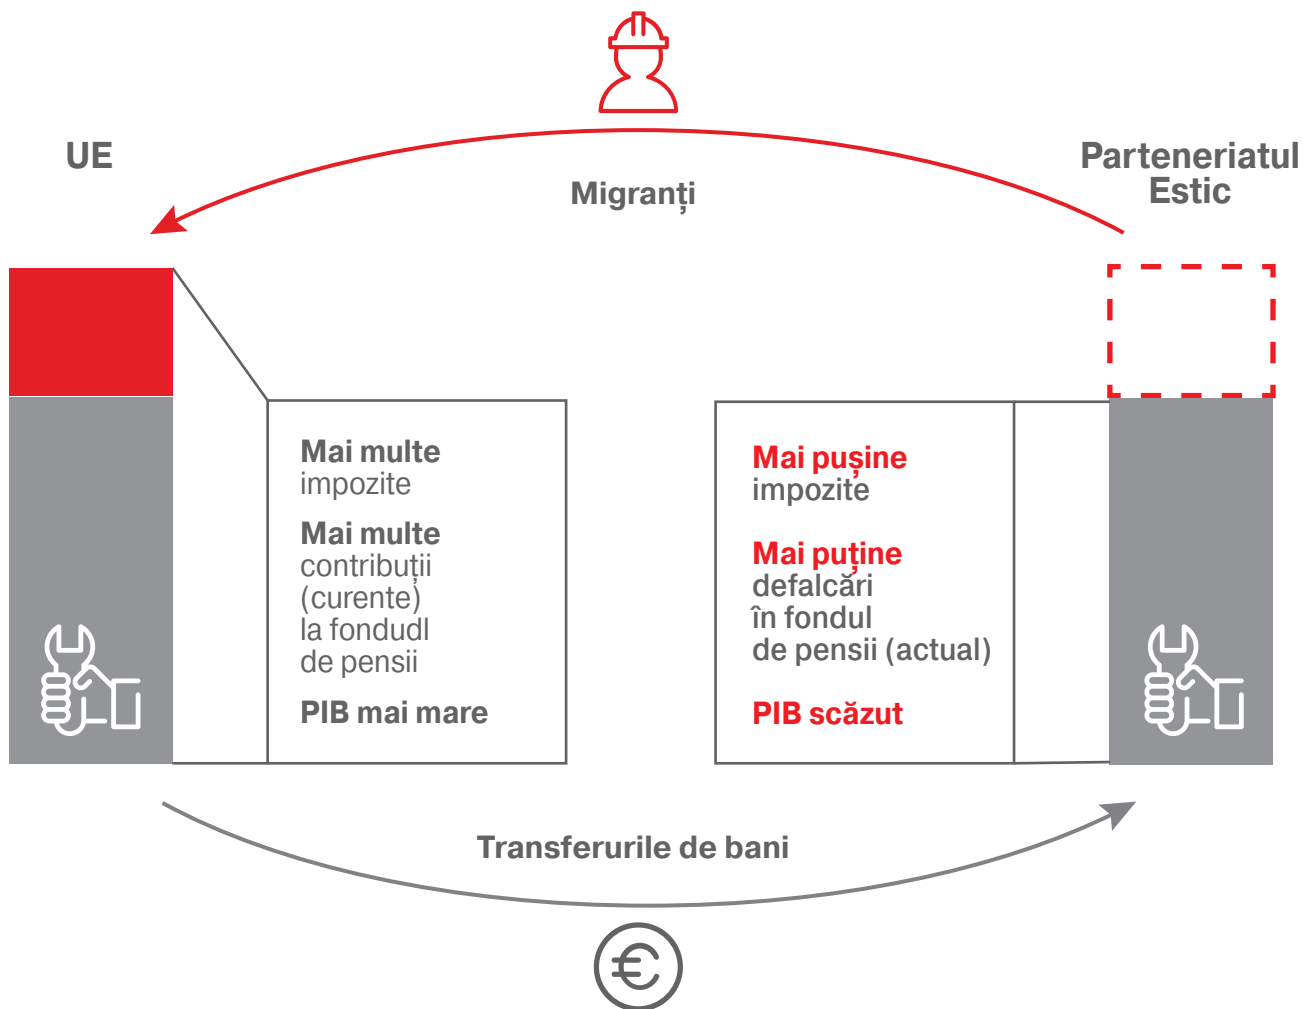 UE
Parteneriatul
Estic
Migranți
Mai multe
impozite
Mai multe
contribuții
(curente)
la fondudl
de pensii
PIB mai mare
Mai pușine
impozite
Mai puține
defalcări
în fondul
de pensii (actual)
PIB scăzut
Transferurile de bani
€